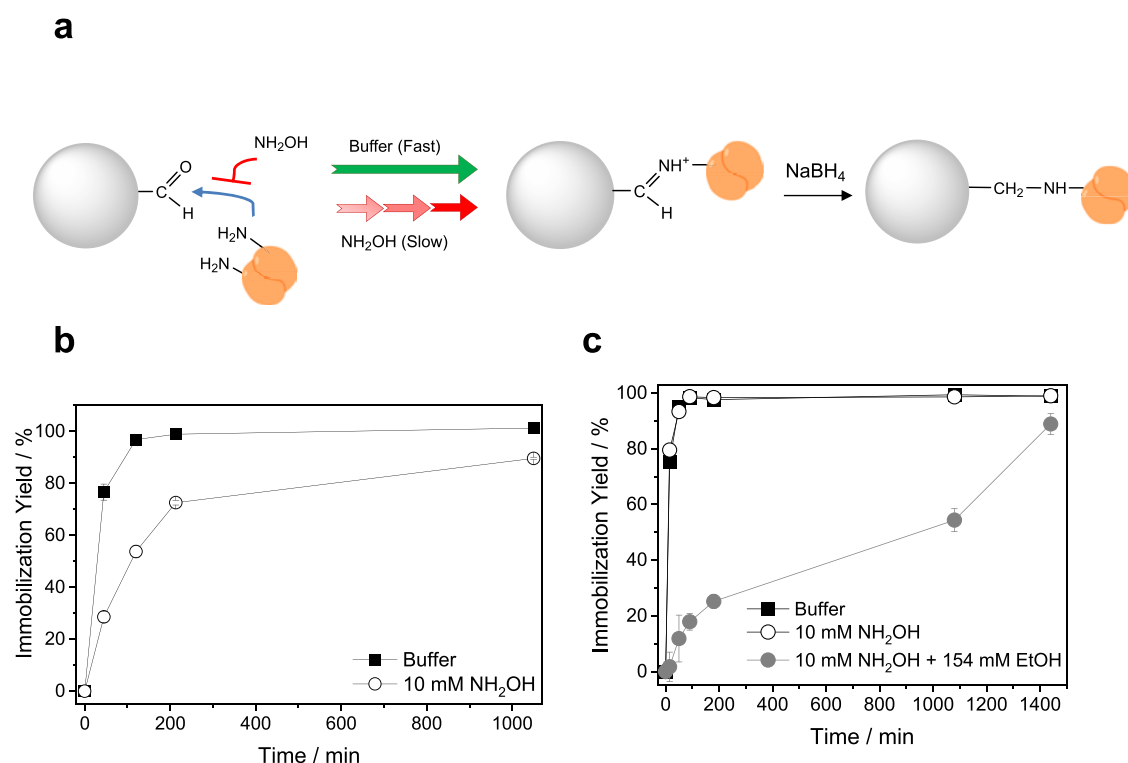 a
NH₂OH
O
C
H
H₂N
H₂N
Buffer (Fast)
NH₂OH (Slow)
NH⁺
C
H
NaBH₄
CH₂
NH
b
Immobilization Yield / %
100
80
60
40
20
0
Buffer
10 mM NH₂OH
0 200 400 600 800 1000
Time / min
c
Immobilization Yield / %
100
80
60
40
20
0
Buffer
10 mM NH₂OH
10 mM NH₂OH + 154 mM EtOH
0 200 400 600 800 1000 1200 1400
Time / min